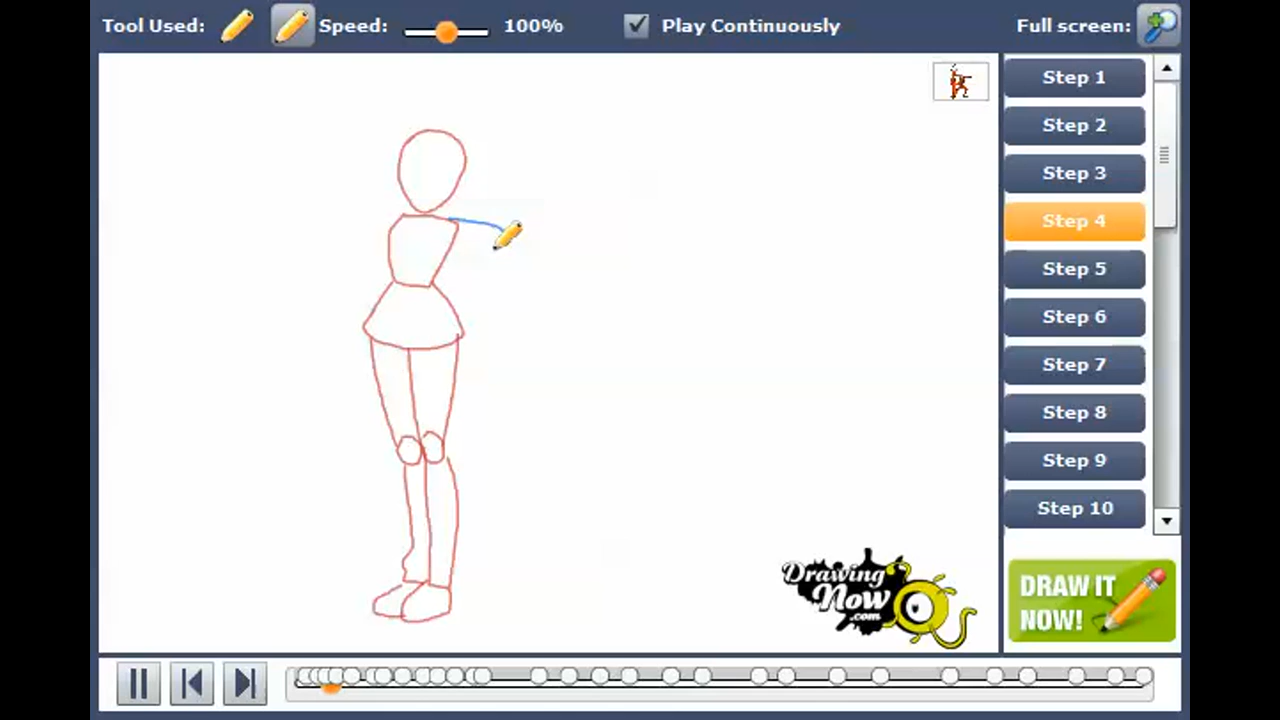 Tool Used:
Speed:
100%
Play Continuously
Full screen:
Step 1
Step 2
Step 3
Step 4
Step 5
Step 6
Step 7
Step 8
Step 9
Step 10
Drawing
Now
.com
DRAW IT
NOW!